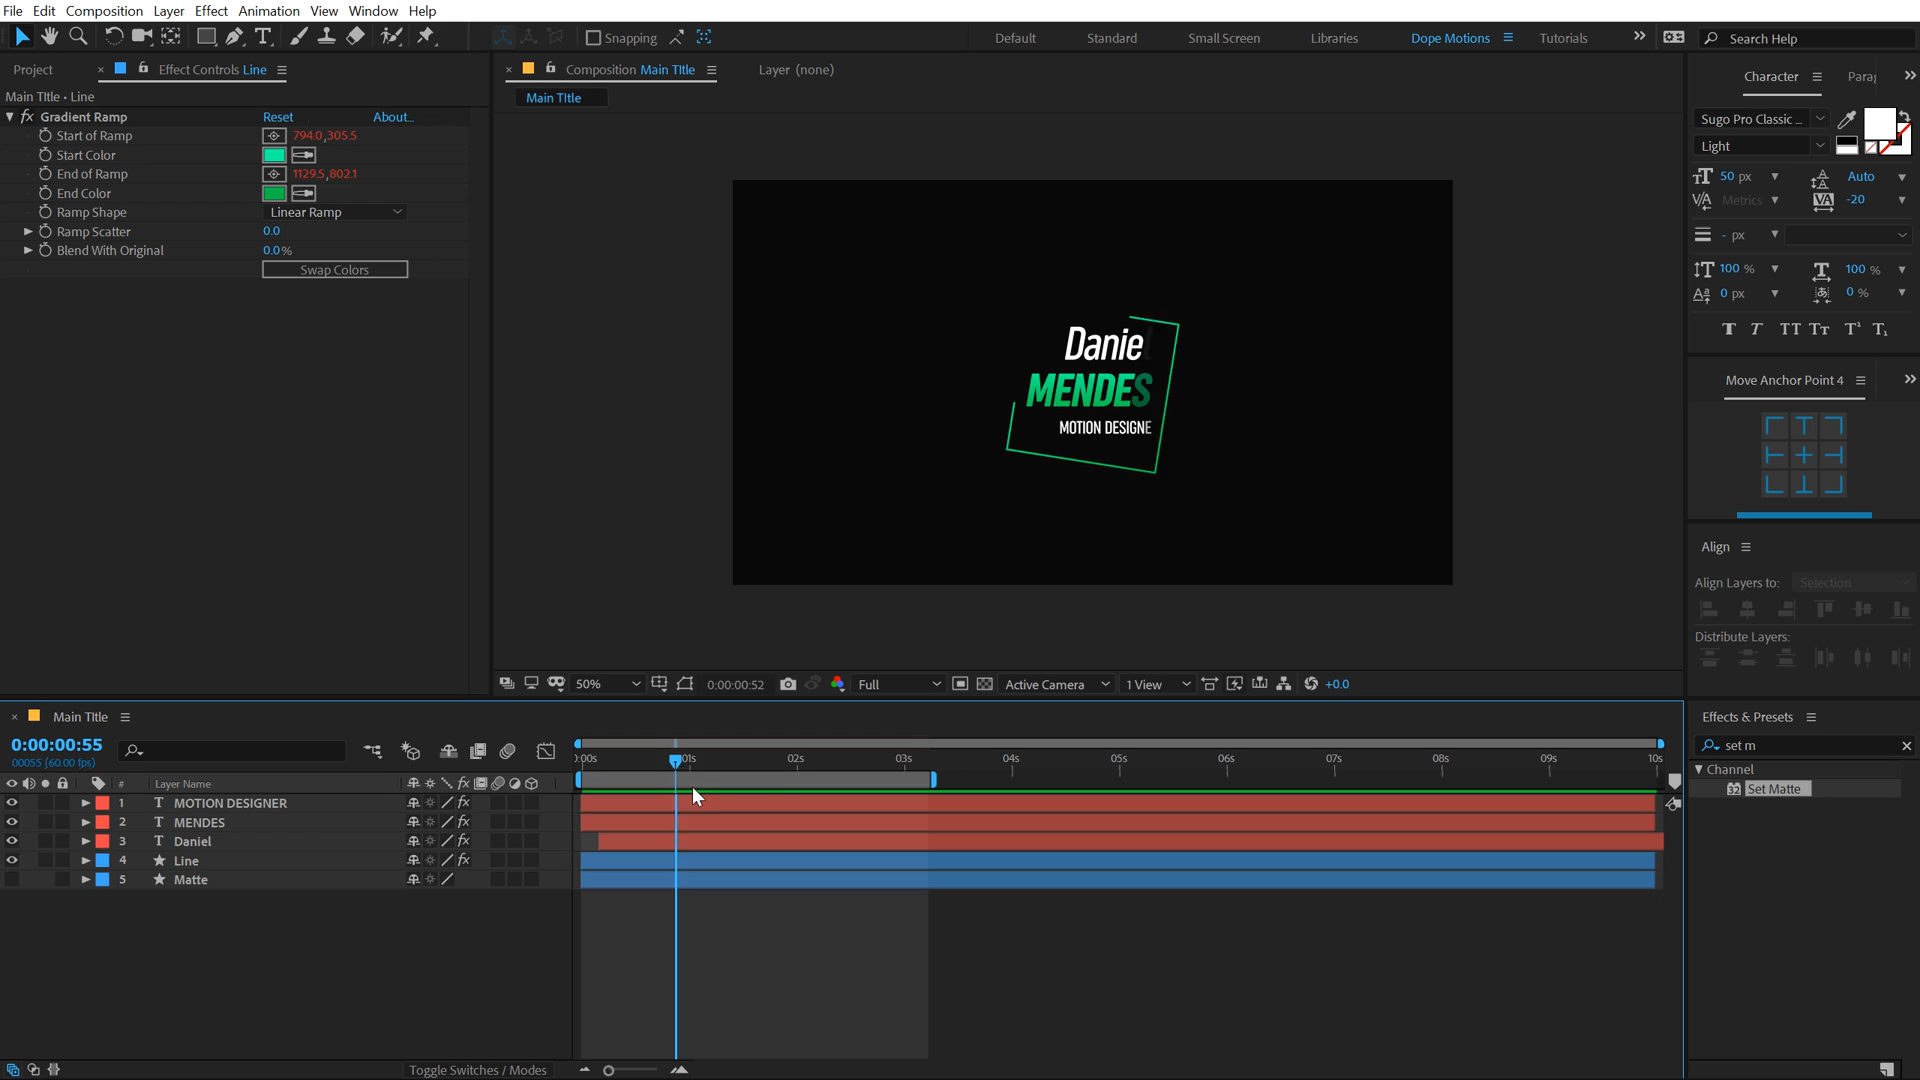 File Edit Composition Layer Effect Animation View Window Help
Snapping
Default Standard Small Screen Libraries Dope Motions Tutorials
Search Help
Project
Effect Controls Line
Main TItle • Line
Gradient Ramp Reset About...
Start of Ramp 794.0,305.5
Start Color
End of Ramp 1129.5,802.1
End Color
Ramp Shape Linear Ramp
Ramp Scatter 0.0
Blend With Original 0.0%
Swap Colors
Composition Main TItle
Layer (none)
Main TItle
Danie
MENDES
MOTION DESIGNE
50% 0:00:00:52 Full Active Camera 1 View +0.0
Character Para
Sugo Pro Classic ...
Light
50 px Auto
Metrics -20
- px
100 % 100 %
0 px 0 %
Move Anchor Point 4
Align
Align Layers to: Selection
Distribute Layers:
Main TItle
0:00:00:55
00055 (60.00 fps)
# Layer Name
1 MOTION DESIGNER
2 MENDES
3 Daniel
4 Line
5 Matte
:00s 01s 02s 03s 04s 05s 06s 07s 08s 09s 10s
Toggle Switches / Modes
Effects & Presets
set m
Channel
32 Set Matte